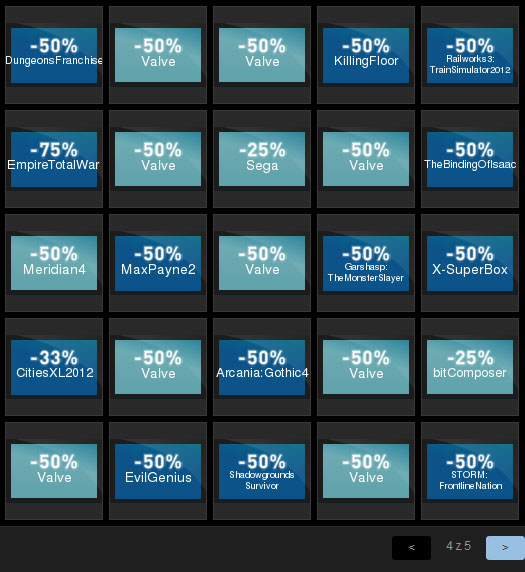 -50%
DungeonsFranchise
-50%
Valve
-50%
Valve
-50%
KillingFloor
-50%
Railworks3:
TrainSimulator2012
-75%
EmpireTotalWar
-50%
Valve
-25%
Sega
-50%
Valve
-50%
TheBindingOfIsaac
-50%
Meridian4
-50%
MaxPayne2
-50%
Valve
-50%
Garshasp:
TheMonsterSlayer
-50%
X-SuperBox
-33%
CitiesXL2012
-50%
Valve
-50%
Arcania:Gothic4
-50%
Valve
-25%
bitComposer
-50%
Valve
-50%
EvilGenius
-50%
Shadowgrounds
Survivor
-50%
Valve
-50%
STORM:
FrontlineNation
< 4 z 5 >